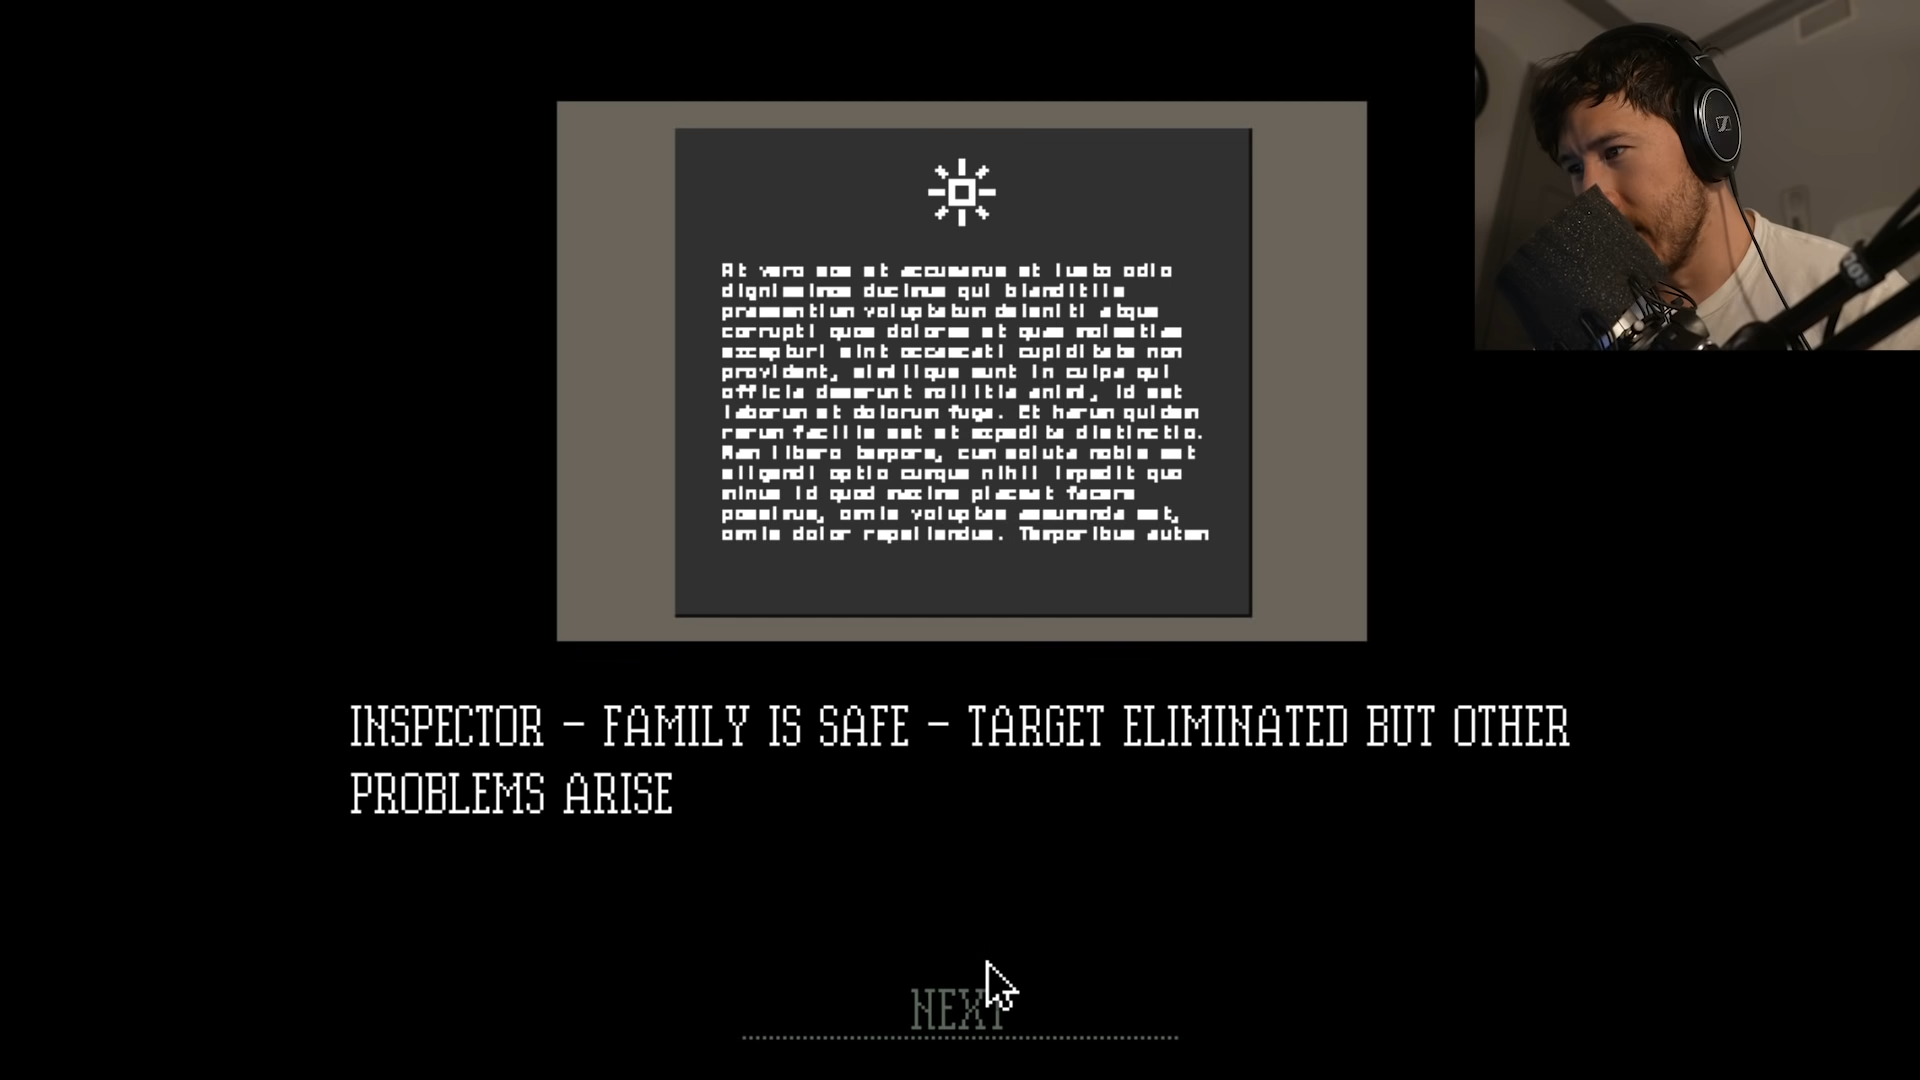 At vero eos et accusamus et iusto odio
dignissimos ducimus qui blanditiis
praesentium voluptatum deleniti atque
corrupti quos dolores et quas molestias
excepturi sint occaecati cupiditate non
provident, similique sunt in culpa qui
officia deserunt mollitia animi, id est
laborum et dolorum fuga. Et harum quidem
rerum facilis est et expedita distinctio.
Nam libero tempore, cum soluta nobis est
eligendi optio cumque nihil impedit quo
minus id quod maxime placeat facere
possimus, omnis voluptas assumenda est,
omnis dolor repellendus. Temporibus autem
INSPECTOR - FAMILY IS SAFE - TARGET ELIMINATED BUT OTHER
PROBLEMS ARISE
NEXT